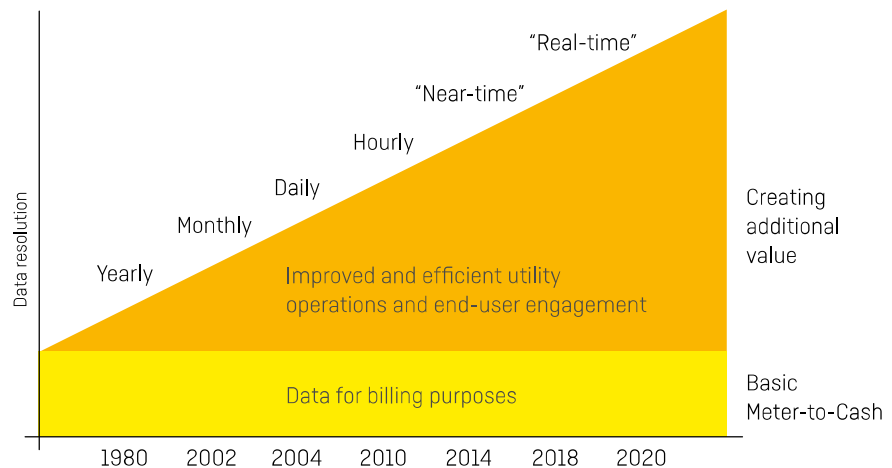 “Real-time”
“Near-time”
Hourly
Daily
Monthly
Yearly
Data resolution
Improved and efficient utility
operations and end-user engagement
Creating
additional
value
Data for billing purposes
Basic
Meter-to-Cash
1980 2002 2004 2010 2014 2018 2020